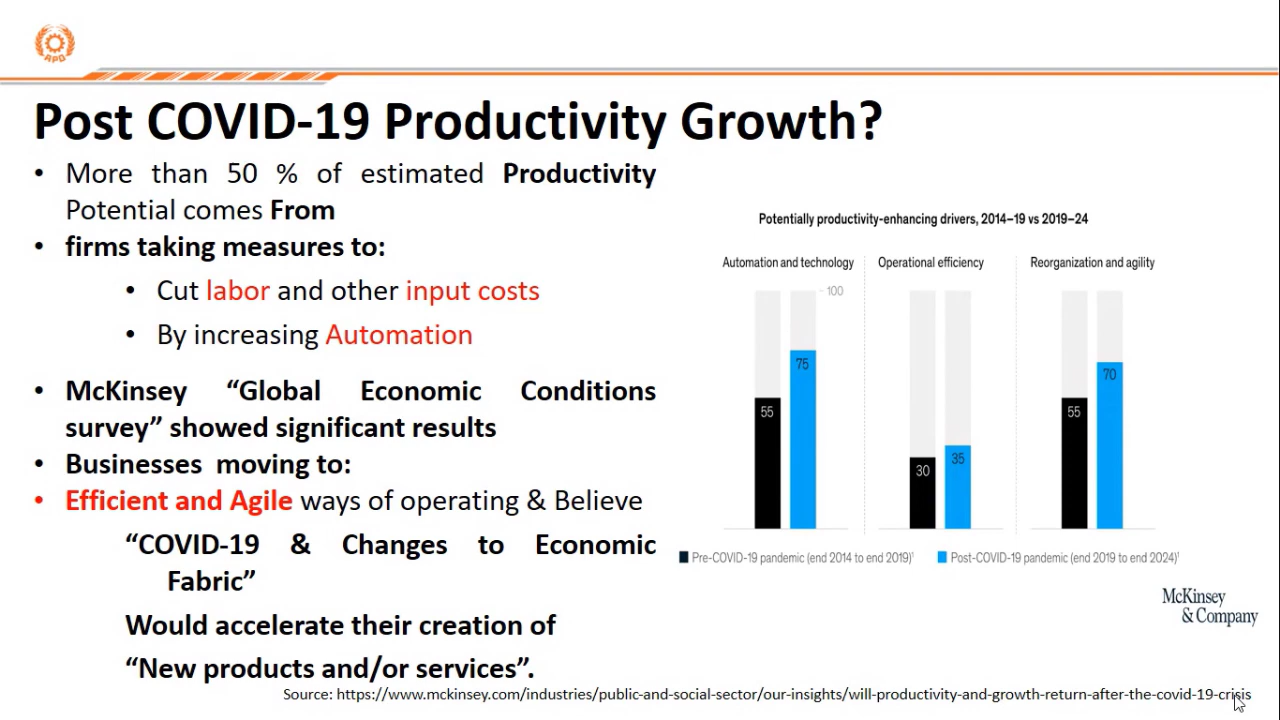 APO
Post COVID-19 Productivity Growth?
• More than 50 % of estimated Productivity
Potential comes From
• firms taking measures to:
• Cut labor and other input costs
• By increasing Automation
• McKinsey “Global Economic Conditions
survey” showed significant results
• Businesses moving to:
• Efficient and Agile ways of operating & Believe
“COVID-19 & Changes to Economic
Fabric”
Would accelerate their creation of
“New products and/or services”.
Potentially productivity-enhancing drivers, 2014–19 vs 2019–24
Automation and technology
Operational efficiency
Reorganization and agility
100
55
75
30
35
55
70
Pre-COVID-19 pandemic (end 2014 to end 2019)¹
Post-COVID-19 pandemic (end 2019 to end 2024)¹
McKinsey
& Company
Source: https://www.mckinsey.com/industries/public-and-social-sector/our-insights/will-productivity-and-growth-return-after-the-covid-19-crisis